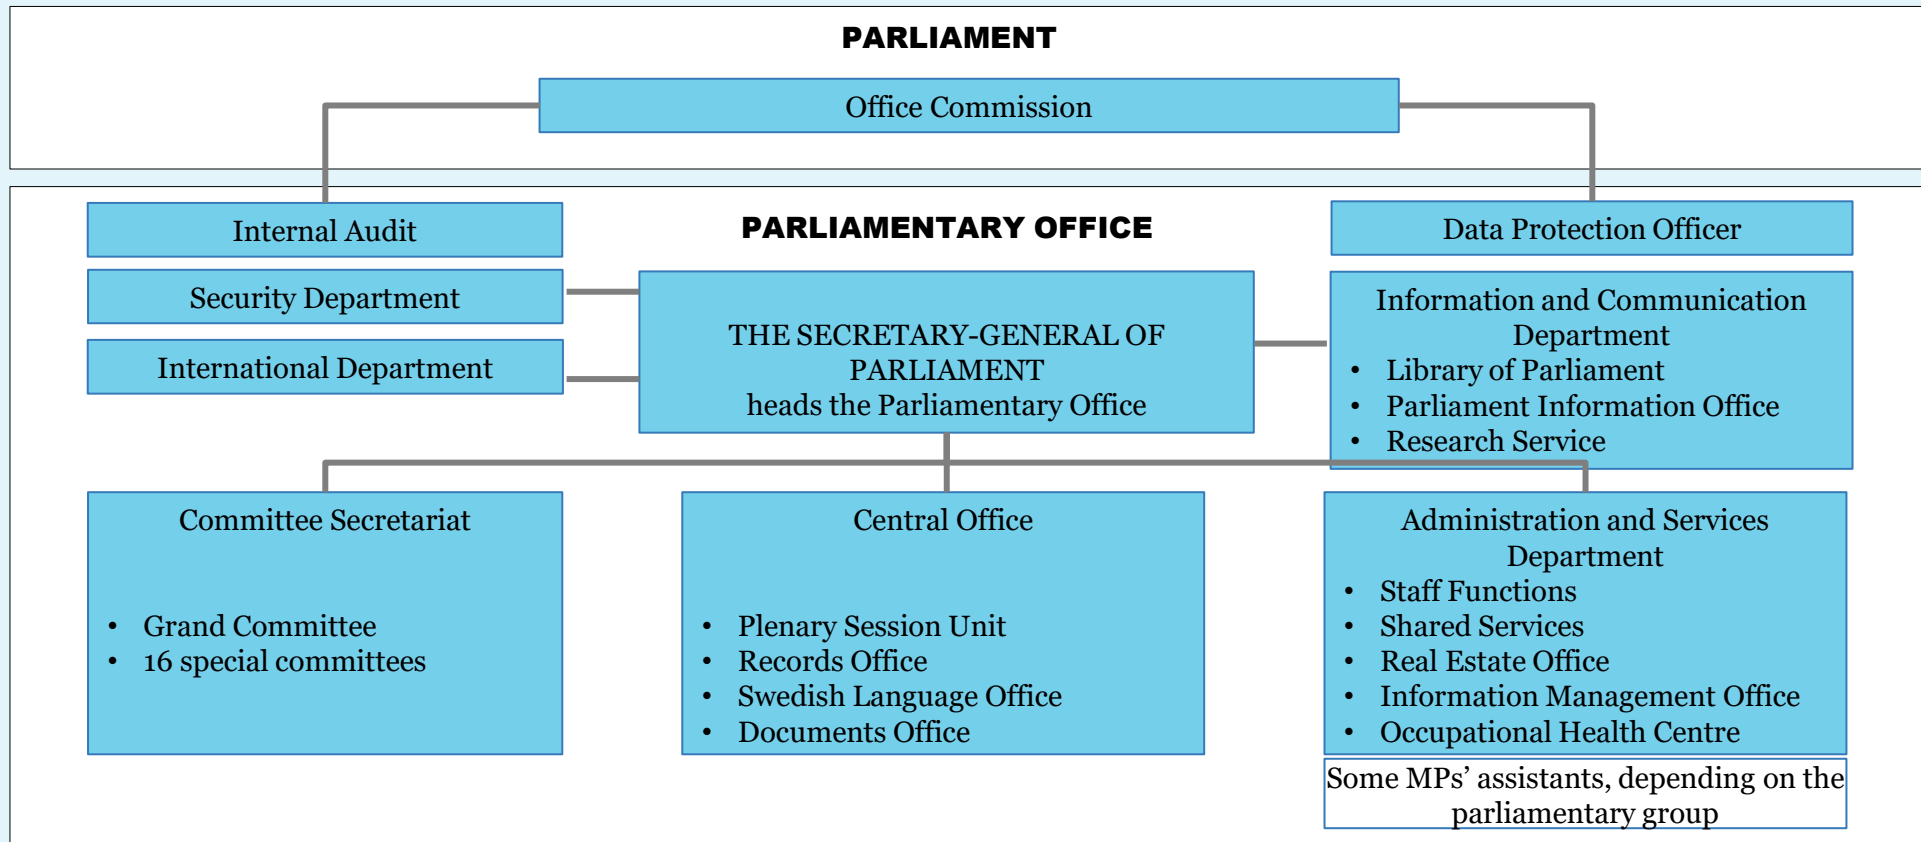 PARLIAMENT
Office Commission
Internal Audit
PARLIAMENTARY OFFICE
Data Protection Officer
Security Department
International Department
THE SECRETARY-GENERAL OF
PARLIAMENT
heads the Parliamentary Office
Information and Communication
Department
• Library of Parliament
• Parliament Information Office
• Research Service
Committee Secretariat
• Grand Committee
• 16 special committees
Central Office
• Plenary Session Unit
• Records Office
• Swedish Language Office
• Documents Office
Administration and Services
Department
• Staff Functions
• Shared Services
• Real Estate Office
• Information Management Office
• Occupational Health Centre
Some MPs’ assistants, depending on the
parliamentary group